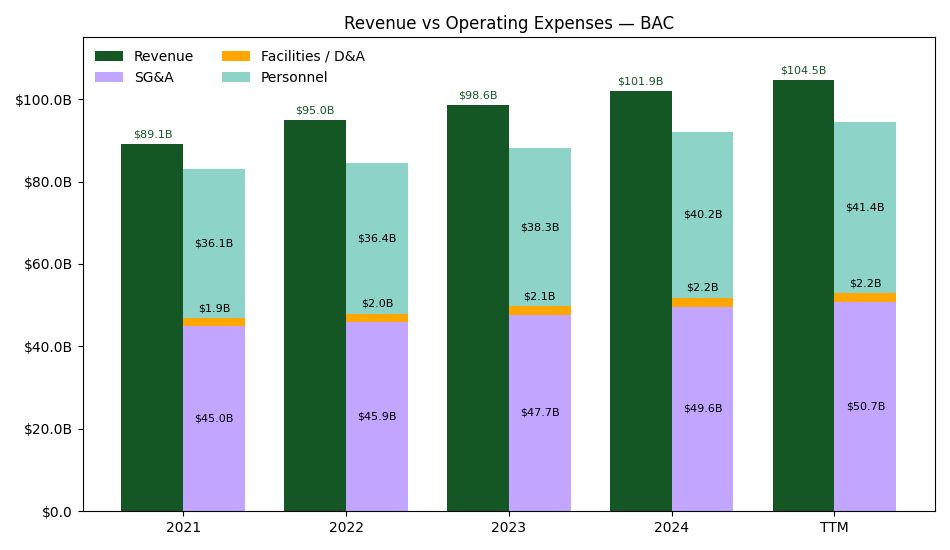 Revenue vs Operating Expenses — BAC
Revenue
SG&A
Facilities / D&A
Personnel
$100.0B
$80.0B
$60.0B
$40.0B
$20.0B
$0.0
$89.1B
$36.1B
$1.9B
$45.0B
$95.0B
$36.4B
$2.0B
$45.9B
$98.6B
$38.3B
$2.1B
$47.7B
$101.9B
$40.2B
$2.2B
$49.6B
$104.5B
$41.4B
$2.2B
$50.7B
2021
2022
2023
2024
TTM